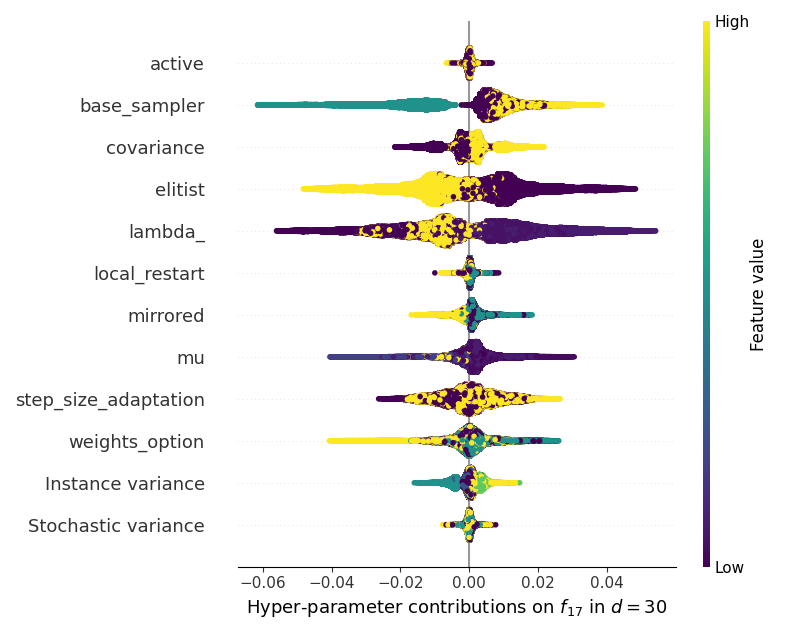 active
base_sampler
covariance
elitist
lambda_
local_restart
mirrored
mu
step_size_adaptation
weights_option
Instance variance
Stochastic variance
−0.06 −0.04 −0.02 0.00 0.02 0.04
Hyper-parameter contributions on f₁₇ in d = 30
High
Feature value
Low